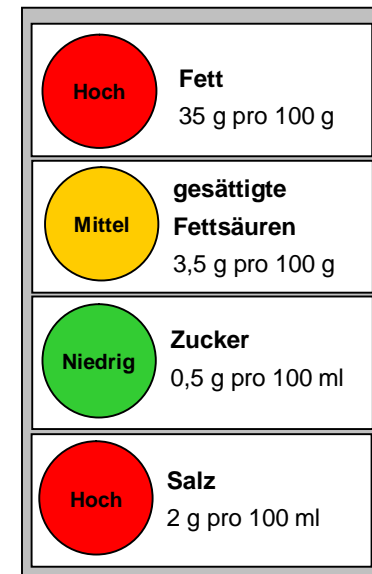 Hoch
Fett
35 g pro 100 g
Mittel
gesättigte
Fettsäuren
3,5 g pro 100 g
Niedrig
Zucker
0,5 g pro 100 ml
Hoch
Salz
2 g pro 100 ml